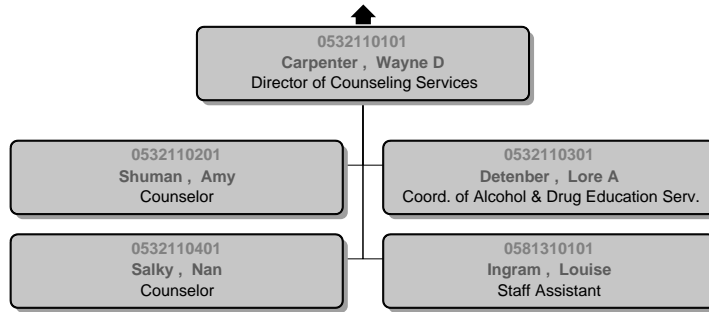 0532110101
Carpenter , Wayne D
Director of Counseling Services
0532110201
Shuman , Amy
Counselor
0532110301
Detenber , Lore A
Coord. of Alcohol & Drug Education Serv.
0532110401
Salky , Nan
Counselor
0581310101
Ingram , Louise
Staff Assistant